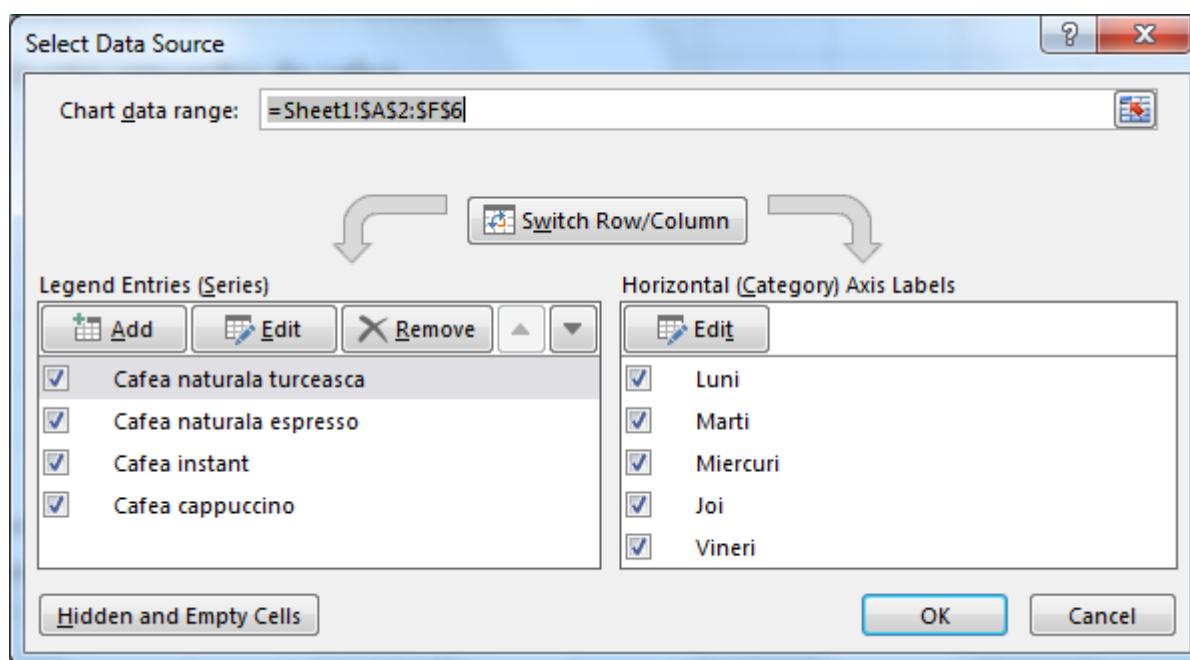 Select Data Source
Chart data range: =Sheet1!$A$2:$F$6
Switch Row/Column
Legend Entries (Series)
Horizontal (Category) Axis Labels
Add Edit Remove
Edit
Cafea naturala turceasca
Luni
Cafea naturala espresso
Marti
Cafea instant
Miercuri
Cafea cappuccino
Joi
Vineri
Hidden and Empty Cells
OK
Cancel